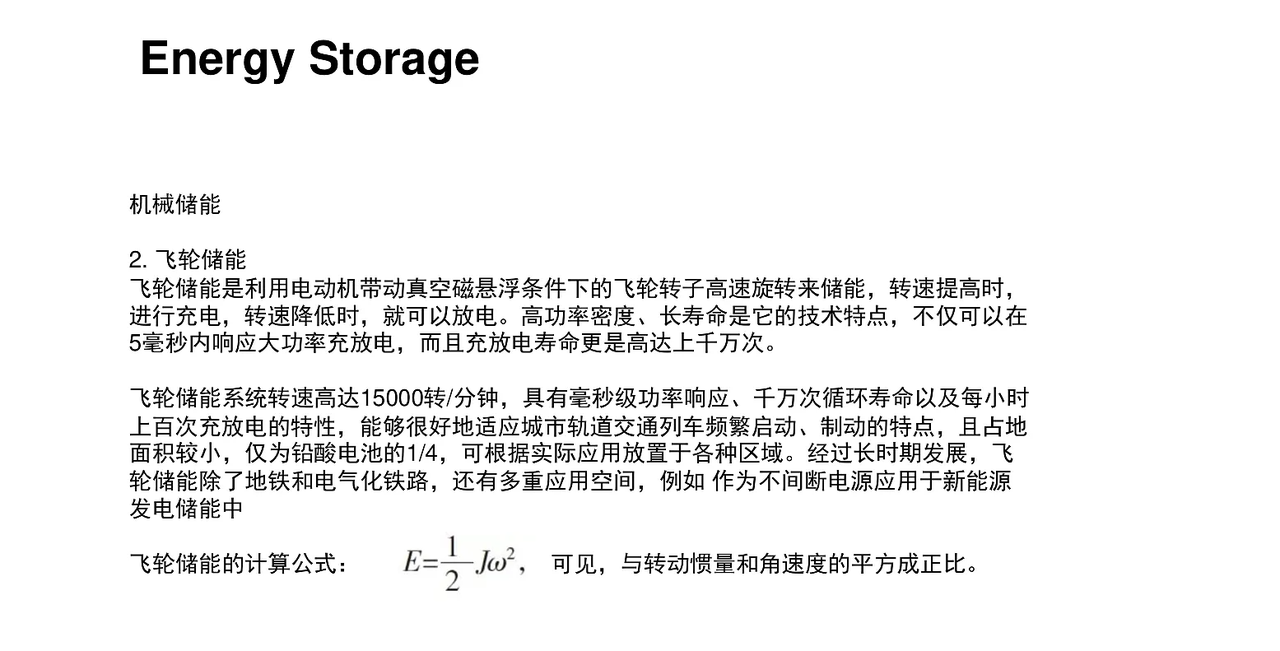 Energy Storage
机械储能
2. 飞轮储能
飞轮储能是利用电动机带动真空磁悬浮条件下的飞轮转子高速旋转来储能，转速提高时，
进行充电，转速降低时，就可以放电。高功率密度、长寿命是它的技术特点，不仅可以在
5毫秒内响应大功率充放电，而且充放电寿命更是高达上千万次。
飞轮储能系统转速高达15000转/分钟，具有毫秒级功率响应、千万次循环寿命以及每小时
上百次充放电的特性，能够很好地适应城市轨道交通列车频繁启动、制动的特点，且占地
面积较小，仅为铅酸电池的1/4，可根据实际应用放置于各种区域。经过长时期发展，飞
轮储能除了地铁和电气化铁路，还有多重应用空间，例如 作为不间断电源应用于新能源
发电储能中
飞轮储能的计算公式： E=1/2 Jω²， 可见，与转动惯量和角速度的平方成正比。